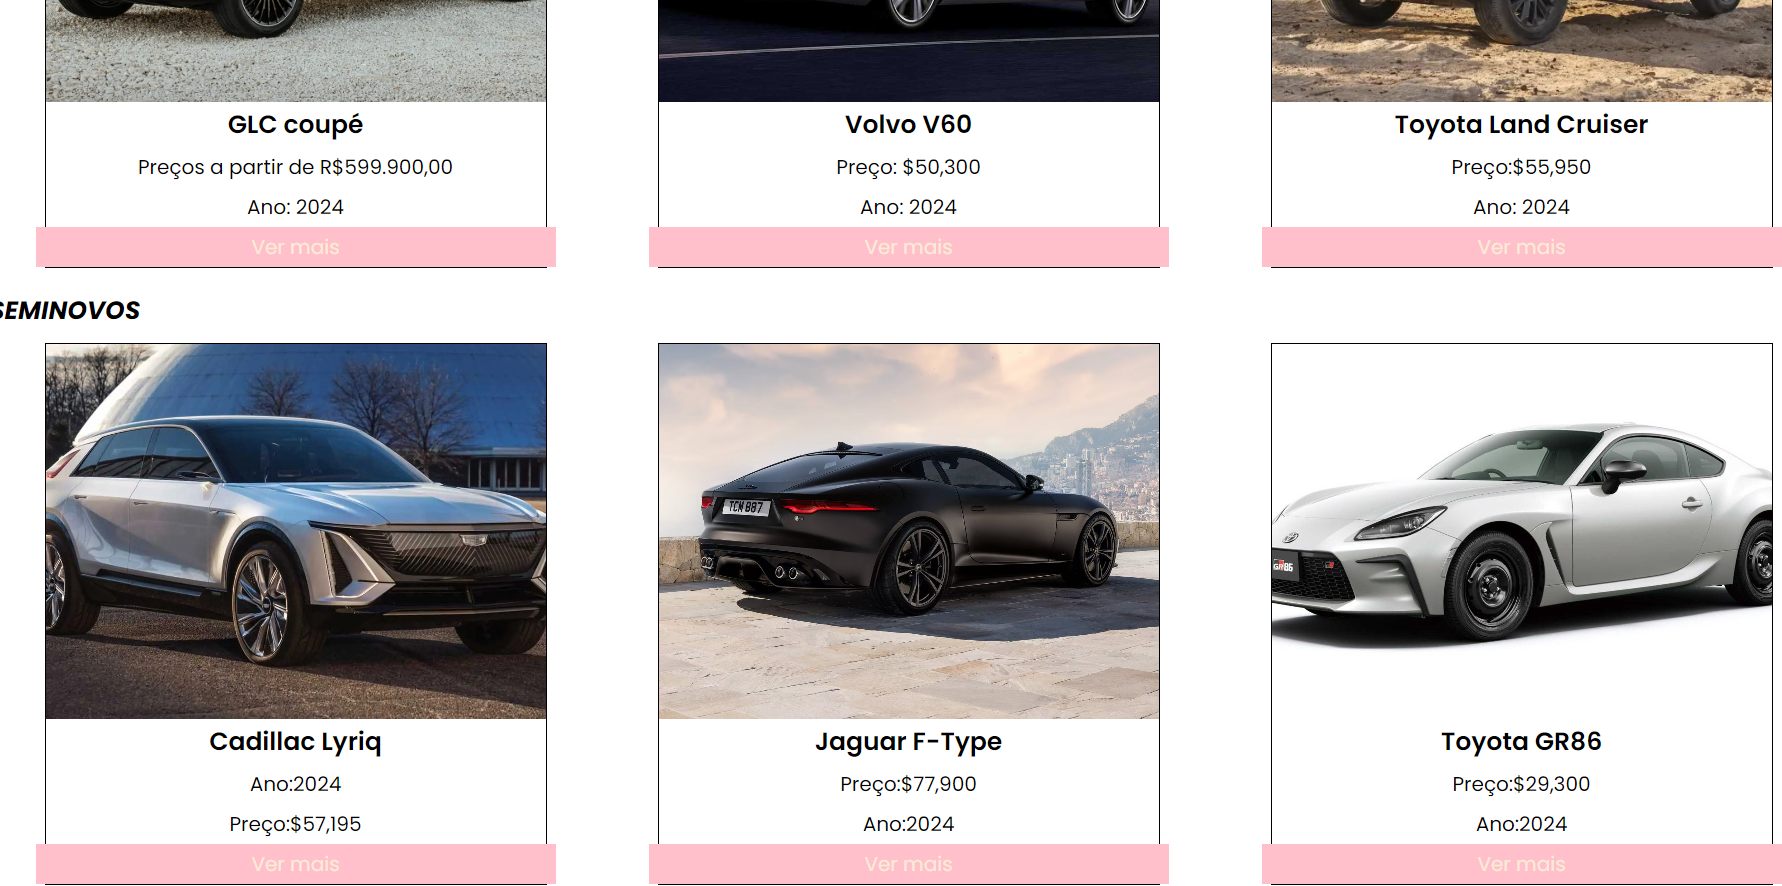 GLC coupé
Preços a partir de R$599.900,00
Ano: 2024
Ver mais
Volvo V60
Preço: $50,300
Ano: 2024
Ver mais
Toyota Land Cruiser
Preço:$55,950
Ano: 2024
Ver mais
SEMINOVOS
Cadillac Lyriq
Ano:2024
Preço:$57,195
Ver mais
TCM 887
Jaguar F-Type
Preço:$77,900
Ano:2024
Ver mais
GR86
Toyota GR86
Preço:$29,300
Ano:2024
Ver mais